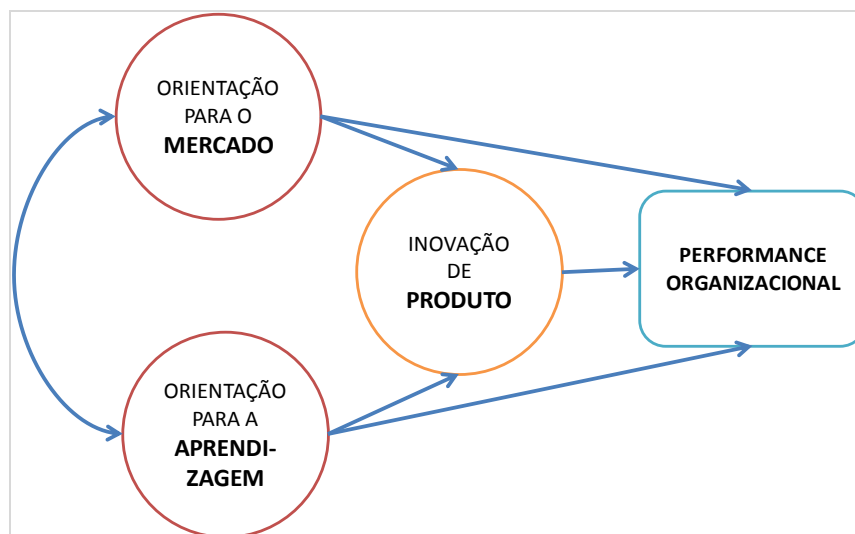 ORIENTAÇÃO
PARA O
MERCADO
INOVAÇÃO
DE
PRODUTO
PERFORMANCE
ORGANIZACIONAL
ORIENTAÇÃO
PARA A
APRENDI-
ZAGEM